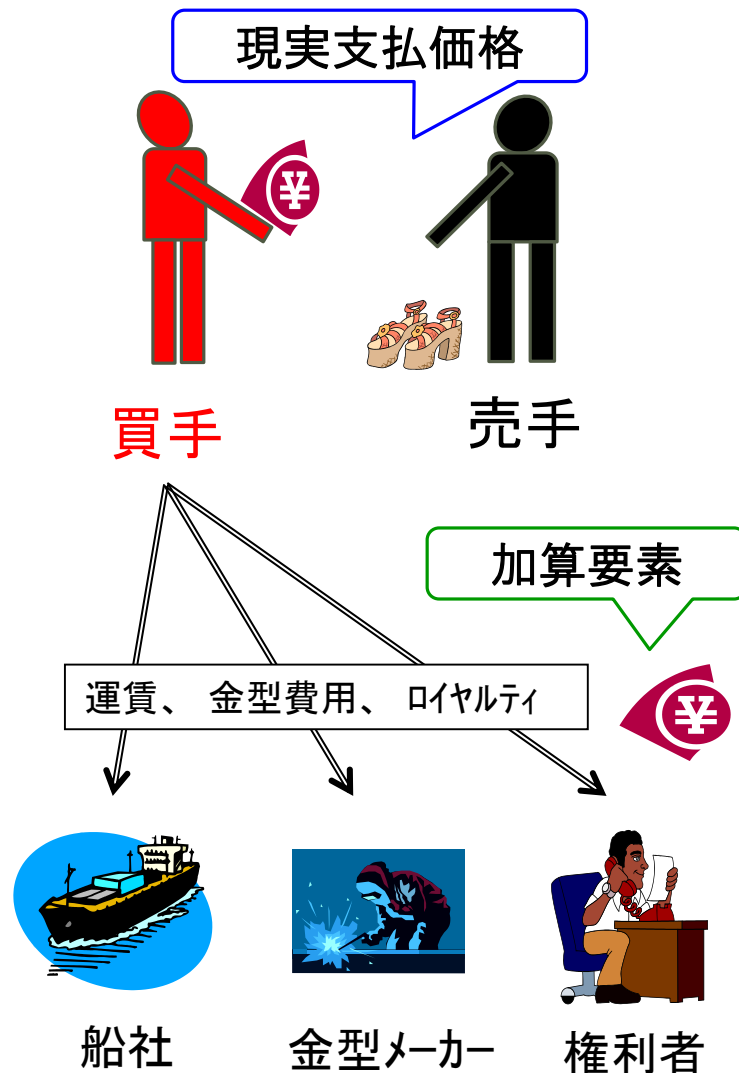 現実支払価格
¥
買手
売手
加算要素
運賃、 金型費用、 ﾛｲﾔﾙﾃｨ
¥
船社
金型ﾒｰｶｰ
権利者